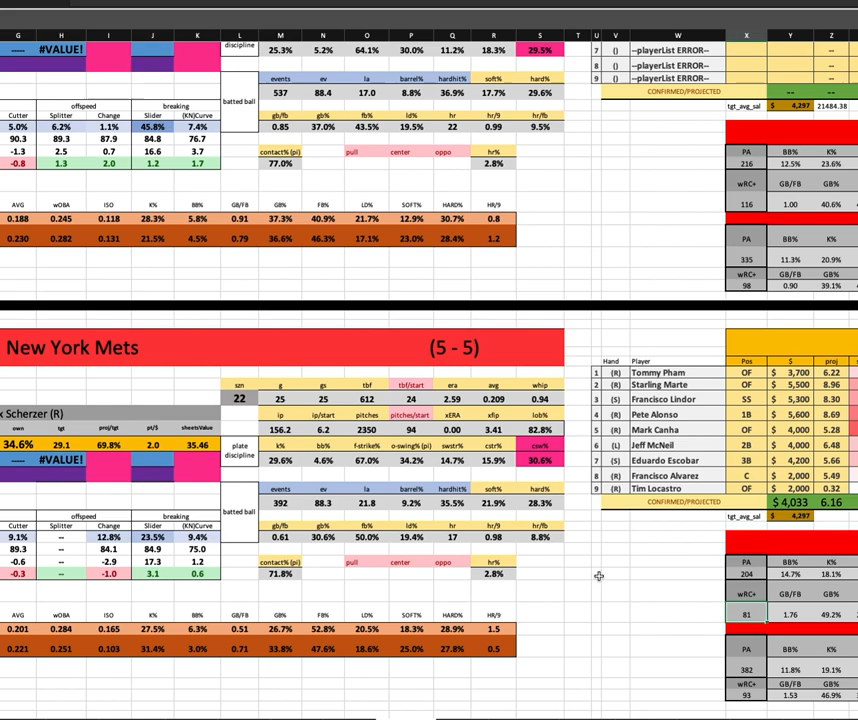 G H I J K L M N O P Q R S T U V W X Y Z
----- #VALUE! discipline 25.3% 5.2% 64.1% 30.0% 11.2% 18.3% 29.5% 7 () --playerList ERROR-- --
8 () --playerList ERROR-- --
events ev la barrel% hardhit% soft% hard% 9 () --playerList ERROR-- --
537 88.4 17.0 8.8% 36.9% 17.7% 29.6% CONFIRMED/PROJECTED -- --
offspeed breaking batted ball gb/fb gb% fb% ld% hr hr/9 hr/fb tgt_avg_sal $ 4,297 21484.38
Cutter Splitter Change Slider (KN)Curve
5.0% 6.2% 1.1% 45.8% 7.4% 0.85 37.0% 43.5% 19.5% 22 0.99 9.5%
90.3 89.3 87.9 84.8 76.7
-1.3 2.5 0.7 16.6 3.7 contact% (pi) pull center oppo hr% PA BB% K%
-0.8 1.3 2.0 1.2 1.7 77.0% 2.8% 216 12.5% 23.6%
wRC+ GB/FB GB%
AVG wOBA ISO K% BB% GB/FB GB% FB% LD% SOFT% HARD% HR/9 116 1.00 40.6%
0.188 0.245 0.118 28.3% 5.8% 0.91 37.3% 40.9% 21.7% 12.9% 30.7% 0.8
0.230 0.282 0.131 21.5% 4.5% 0.79 36.6% 46.3% 17.1% 23.0% 28.4% 1.2 PA BB% K%
335 11.3% 20.9%
wRC+ GB/FB GB%
98 0.90 39.1%
New York Mets (5 - 5)
Hand Player Pos $ proj
1 (R) Tommy Pham OF $ 3,700 6.22
szn g gs tbf tbf/start era avg whip 2 (R) Starling Marte OF $ 5,500 8.96
22 25 25 612 24 2.59 0.209 0.94 3 (S) Francisco Lindor SS $ 5,300 8.30
x Scherzer (R) ip ip/start pitches pitches/start xERA xfip lob% 4 (R) Pete Alonso 1B $ 5,600 8.69
own tgt proj/tgt pt/$ sheetsValue 156.2 6.2 2350 94 0.00 3.41 82.8% 5 (R) Mark Canha OF $ 4,000 5.28
34.6% 29.1 69.8% 2.0 35.46 plate discipline k% bb% f-strike% o-swing% (pi) swstr% cstr% csw% 6 (L) Jeff McNeil 2B $ 4,000 6.48
----- #VALUE! 29.6% 4.6% 67.0% 34.2% 14.7% 15.9% 30.6% 7 (S) Eduardo Escobar 3B $ 4,200 5.66
8 (R) Francisco Alvarez C $ 2,000 5.49
events ev la barrel% hardhit% soft% hard% 9 (R) Tim Locastro OF $ 2,000 0.32
392 88.3 21.8 9.2% 35.5% 21.9% 28.3% CONFIRMED/PROJECTED $ 4,033 6.16
offspeed breaking batted ball gb/fb gb% fb% ld% hr hr/9 hr/fb tgt_avg_sal $ 4,297
Cutter Splitter Change Slider (KN)Curve
9.1% -- 12.8% 23.5% 9.4% 0.61 30.6% 50.0% 19.4% 17 0.98 8.8%
89.3 -- 84.1 84.9 75.0
-0.6 -- -2.9 17.3 1.2 contact% (pi) pull center oppo hr% PA BB% K%
-0.3 -- -1.0 3.1 0.6 71.8% 2.8% 204 14.7% 18.1%
wRC+ GB/FB GB%
AVG wOBA ISO K% BB% GB/FB GB% FB% LD% SOFT% HARD% HR/9 81 1.76 49.2%
0.201 0.284 0.165 27.5% 6.3% 0.51 26.7% 52.8% 20.5% 18.3% 28.9% 1.5
0.221 0.251 0.103 31.4% 3.0% 0.71 33.8% 47.6% 18.6% 25.0% 27.8% 0.5 PA BB% K%
382 11.8% 19.1%
wRC+ GB/FB GB%
93 1.53 46.9%